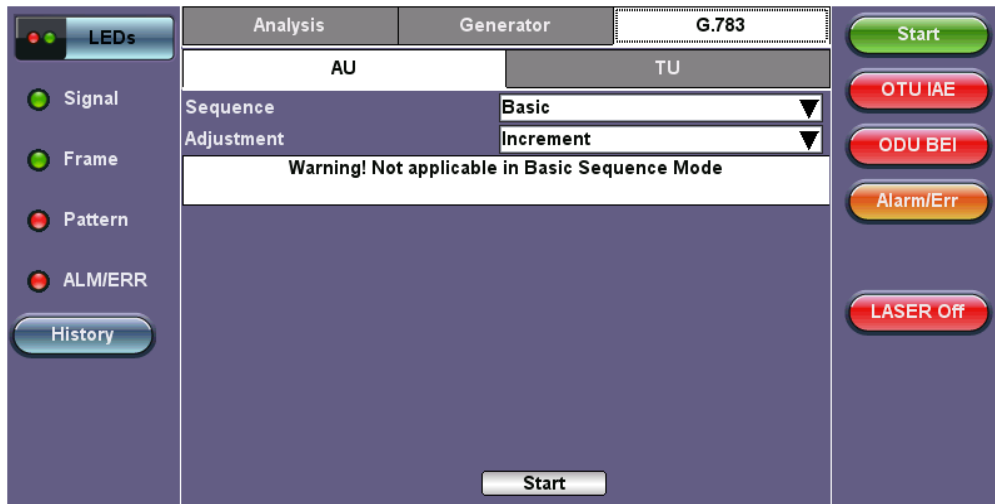 LEDs
Signal
Frame
Pattern
ALM/ERR
History
Analysis Generator G.783
AU TU
Sequence Basic
Adjustment Increment
Warning! Not applicable in Basic Sequence Mode
Start
Start
OTU IAE
ODU BEI
Alarm/Err
LASER Off